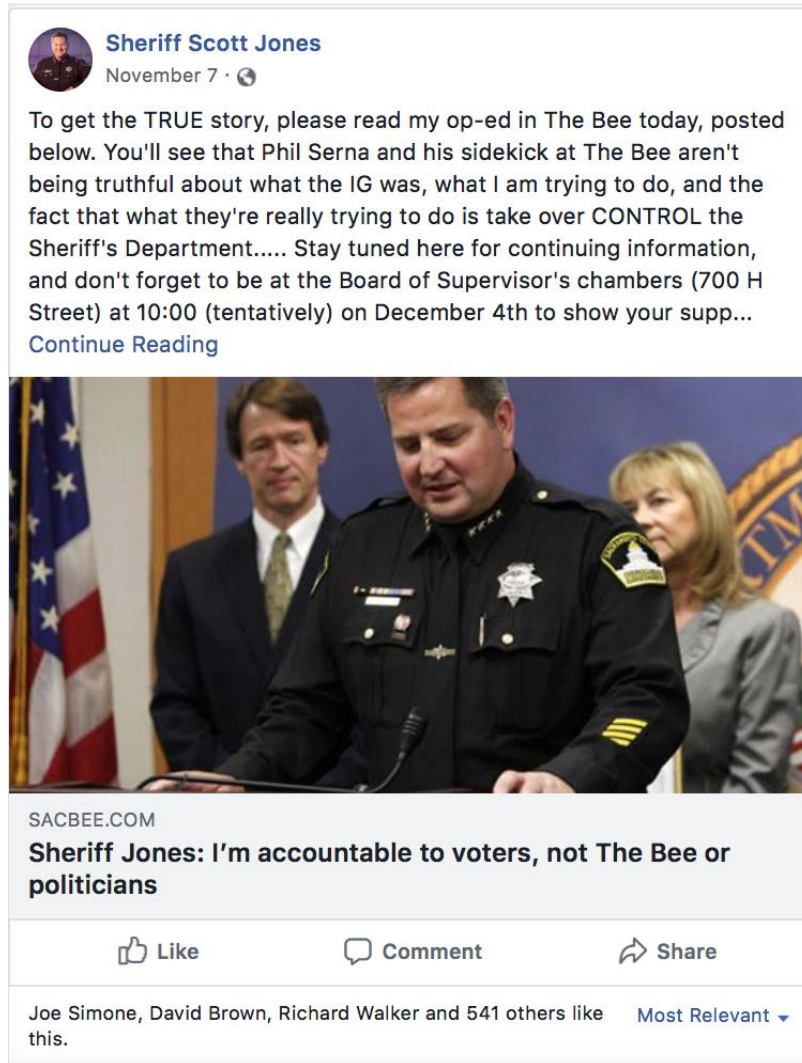 Sheriff Scott Jones
November 7 ·
To get the TRUE story, please read my op-ed in The Bee today, posted
below. You'll see that Phil Serna and his sidekick at The Bee aren't
being truthful about what the IG was, what I am trying to do, and the
fact that what they're really trying to do is take over CONTROL the
Sheriff's Department..... Stay tuned here for continuing information,
and don't forget to be at the Board of Supervisor's chambers (700 H
Street) at 10:00 (tentatively) on December 4th to show your supp...
Continue Reading
SACBEE.COM
Sheriff Jones: I'm accountable to voters, not The Bee or
politicians
Like Comment Share
Joe Simone, David Brown, Richard Walker and 541 others like
this.
Most Relevant